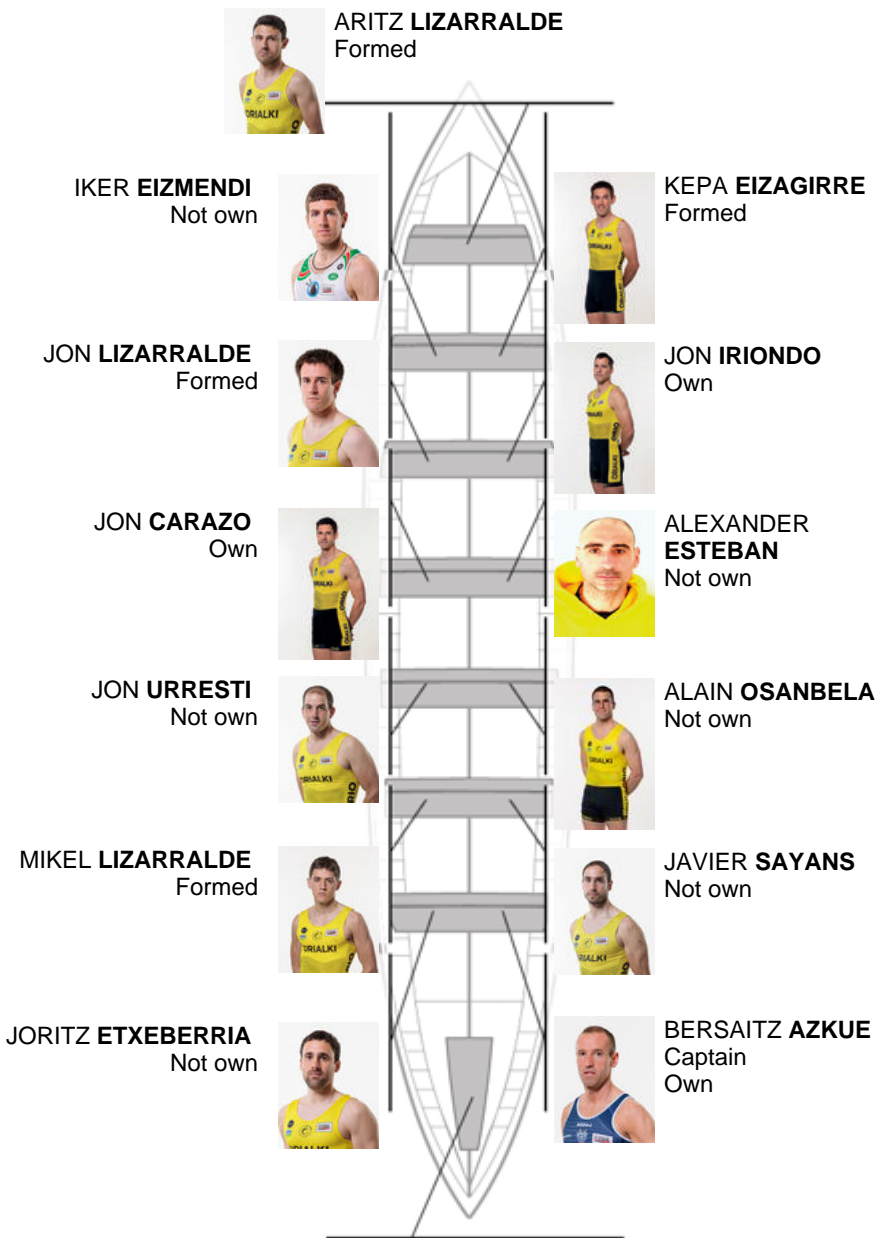 ARITZ LIZARRALDE
Formed
IKER EIZMENDI
Not own
KEPA EIZAGIRRE
Formed
JON LIZARRALDE
Formed
JON IRIONDO
Own
JON CARAZO
Own
ALEXANDER
ESTEBAN
Not own
JON URRESTI
Not own
ALAIN OSANBELA
Not own
MIKEL LIZARRALDE
Formed
JAVIER SAYANS
Not own
JORITZ ETXEBERRIA
Not own
BERSAITZ AZKUE
Captain
Own